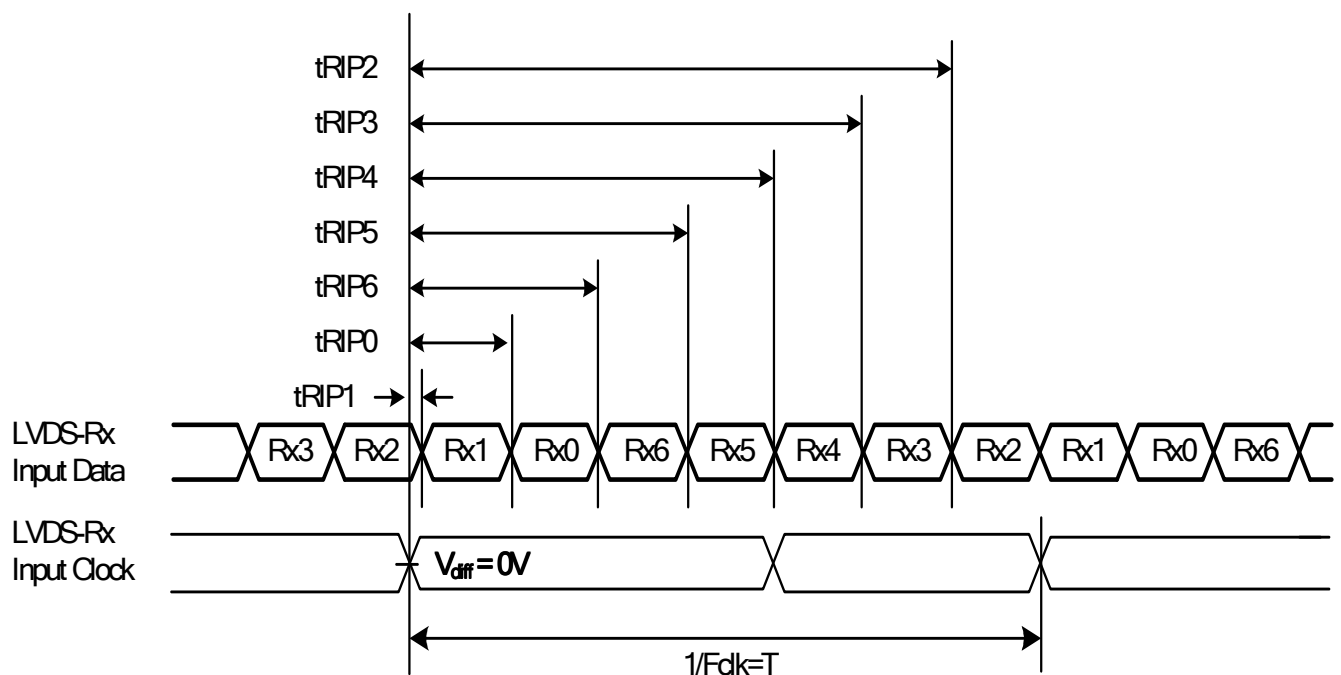 tRIP2
tRIP3
tRIP4
tRIP5
tRIP6
tRIP0
tRIP1
LVDS-Rx
Input Data
Rx3 Rx2 Rx1 Rx0 Rx6 Rx5 Rx4 Rx3 Rx2 Rx1 Rx0 Rx6
LVDS-Rx
Input Clock
Vdiff = 0V
1/Fclk=T